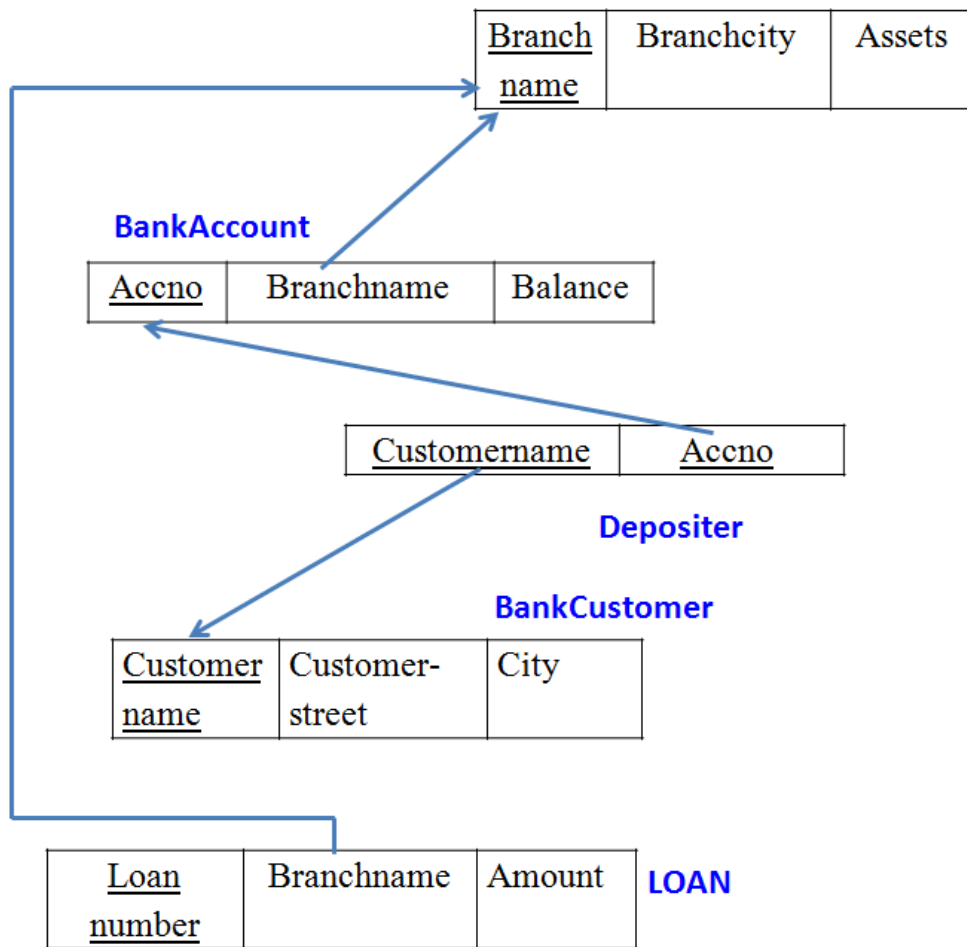 Branch name Branchcity Assets
BankAccount
Accno Branchname Balance
Customername Accno
Depositer
BankCustomer
Customer name Customer-street City
Loan number Branchname Amount LOAN